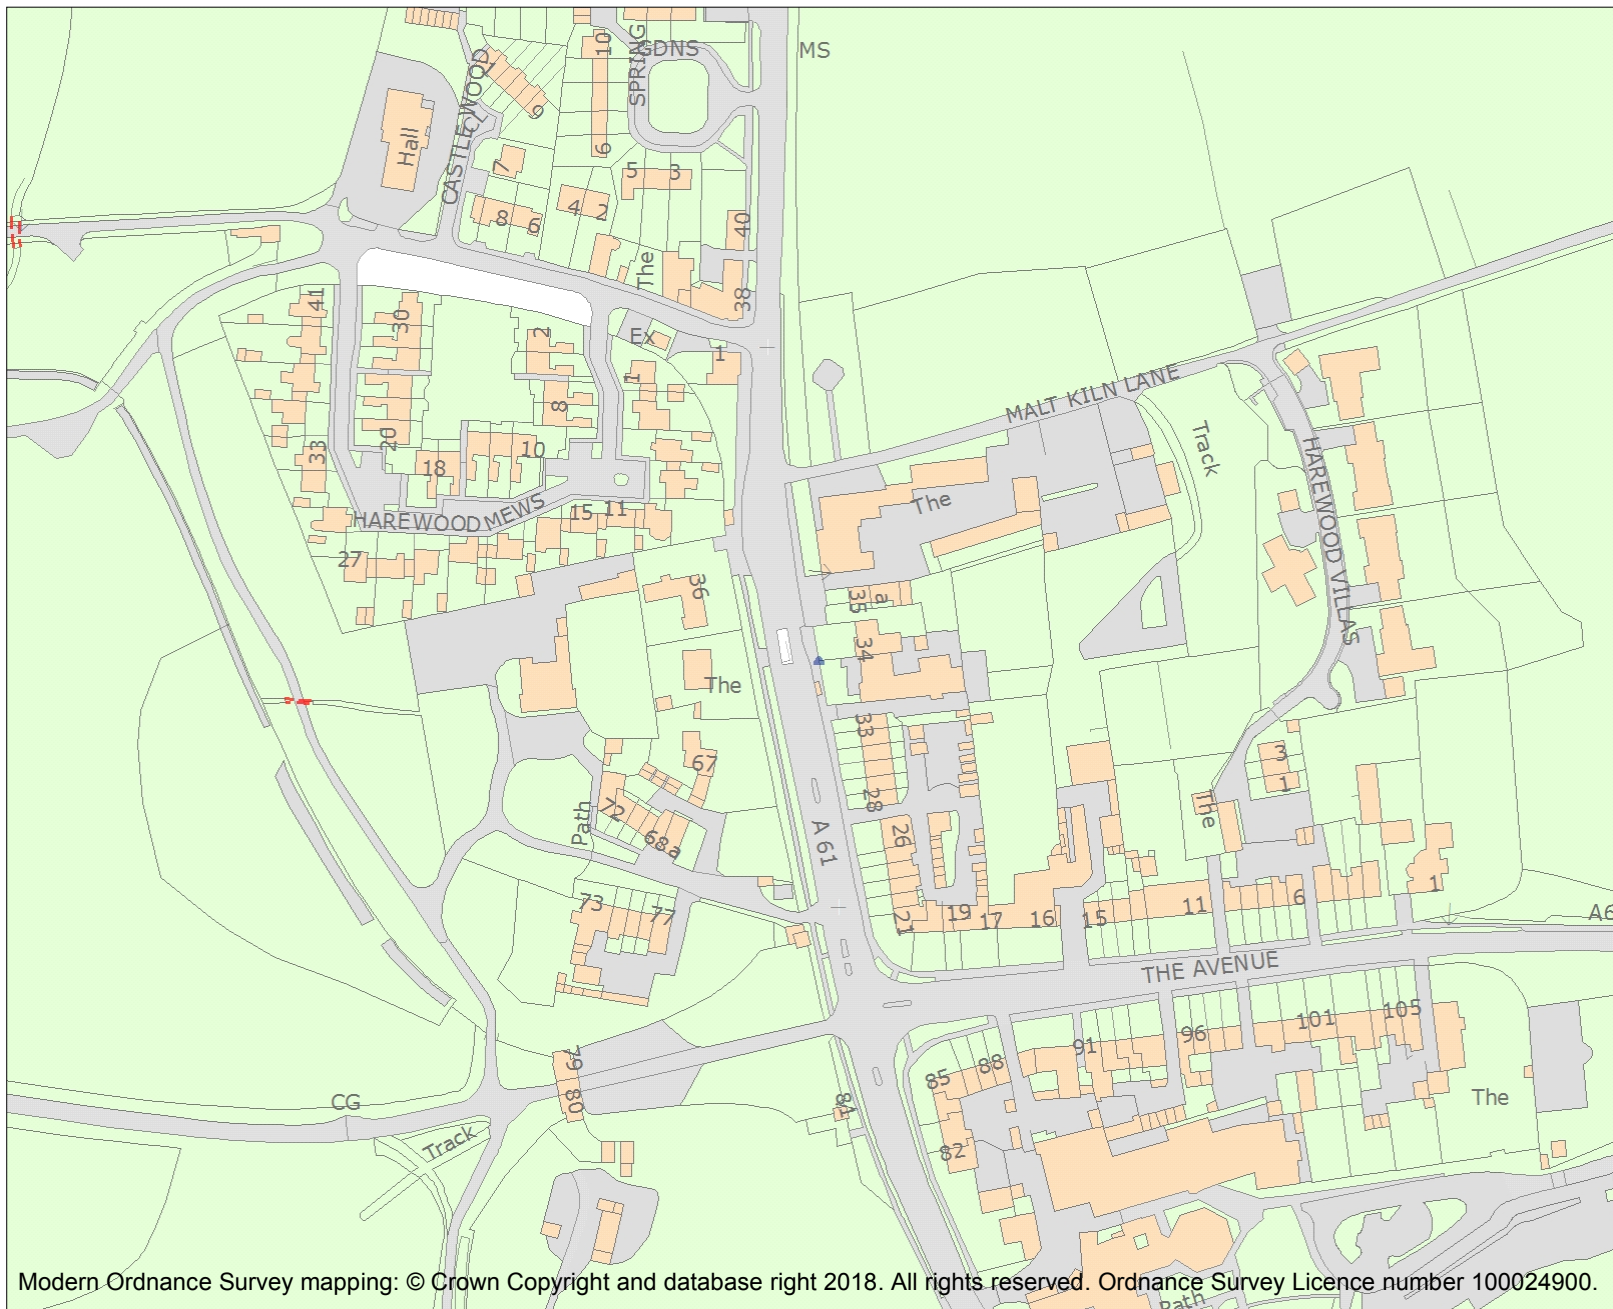 SPRING
GDNS
MS
10
1
9
CASTLEWOOD
CL
Hall
6
7
5
3
4
2
8
6
40
The
38
41
30
2
Ex
1
1
8
MALT KILN LANE
Track
33
20
18
10
HAREWOOD MEWS
15
11
The
HAREWOOD VILLAS
27
36
35
a
34
The
33
67
3
1
28
The
72
68a
Path
A 61
26
73
77
21
19
17
16
15
11
6
1
A6
THE AVENUE
79
80
CG
Track
85
88
91
96
101
105
81
82
The
Path
Modern Ordnance Survey mapping: © Crown Copyright and database right 2018. All rights reserved. Ordnance Survey Licence number 100024900.